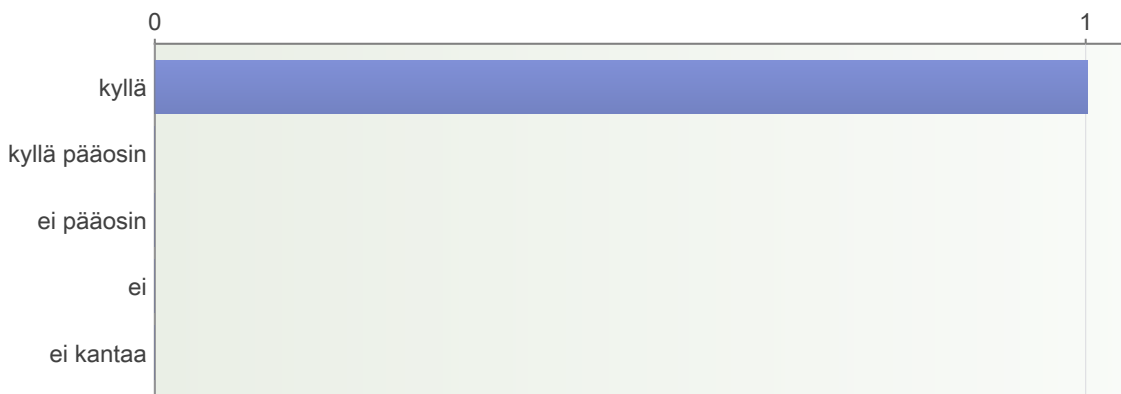 0 1
kyllä
kyllä pääosin
ei pääosin
ei
ei kantaa